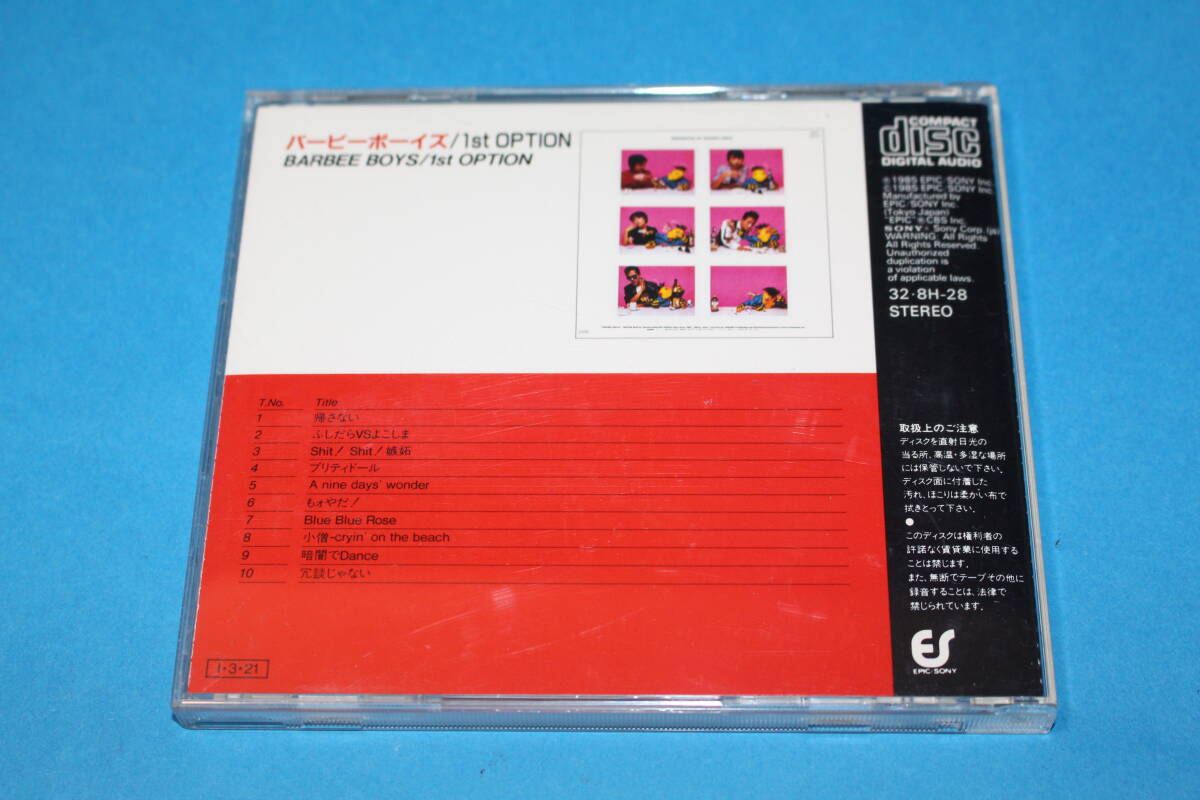 バービーボーイズ/1st OPTION
BARBEE BOYS/1st OPTION
T.No. Title
1 帰さない
2 ふしだらVSよこしま
3 Shit! Shit! 嫉妬
4 プリティドール
5 A nine days' wonder
6 もォやだ!
7 Blue Blue Rose
8 小僧-cryin' on the beach
9 暗闇でDance
10 冗談じゃない
I・3・21
COMPACT
disc
DIGITAL AUDIO
℗1985 EPIC/SONY Inc.
©1985 EPIC/SONY Inc.
Manufactured by
EPIC/SONY Inc.
(Tokyo Japan)
"EPIC" ® CBS Inc.
SONY® Sony Corp.
WARNING: All Rights
All Rights Reserved.
Unauthorized
duplication is
a violation
of applicable laws.
32・8H-28
STEREO
取扱上のご注意
ディスクを直射日光の
当る所、高温・多湿な場所
には保管しないで下さい。
ディスク面に付着した
汚れ、ほこりは柔かい布で
拭きとって下さい。
●
このディスクは権利者の
許諾なく賃貸業に使用する
ことは禁じます。
また、無断でテープその他に
録音することは、法律で
禁じられています。
ES
EPIC/SONY